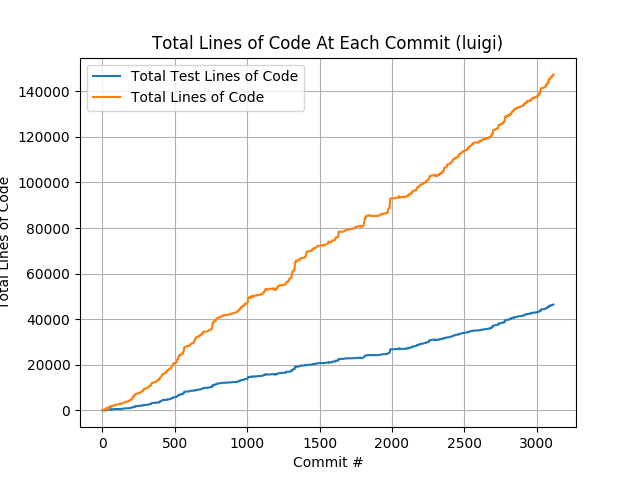 Total Lines of Code At Each Commit (luigi)
Total Test Lines of Code
Total Lines of Code
140000
120000
100000
80000
60000
40000
20000
0
Total Lines of Code
0 500 1000 1500 2000 2500 3000
Commit #